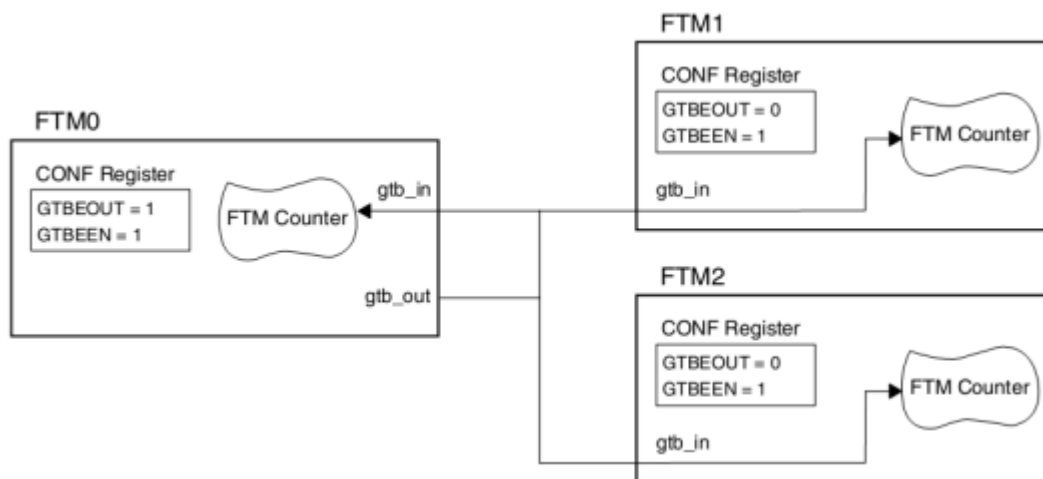 FTM0
CONF Register
GTBEOUT = 1
GTBEEN = 1
FTM Counter
gtb_in
gtb_out
FTM1
CONF Register
GTBEOUT = 0
GTBEEN = 1
FTM Counter
gtb_in
FTM2
CONF Register
GTBEOUT = 0
GTBEEN = 1
FTM Counter
gtb_in